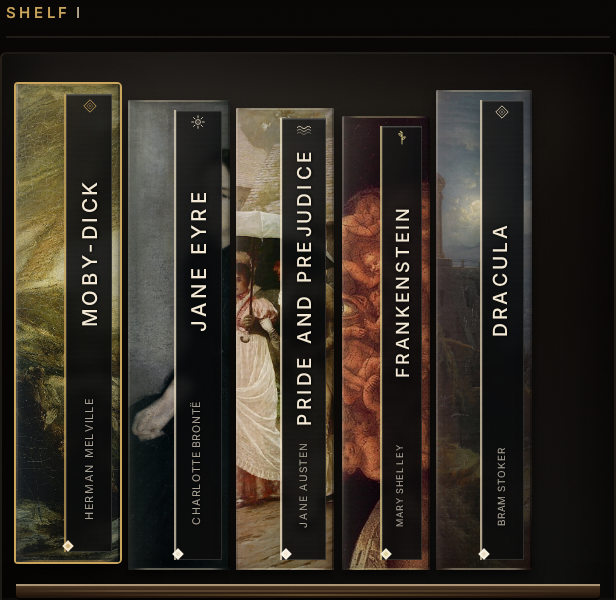 SHELF I
MOBY-DICK
HERMAN MELVILLE
JANE EYRE
CHARLOTTE BRONTË
PRIDE AND PREJUDICE
JANE AUSTEN
FRANKENSTEIN
MARY SHELLEY
DRACULA
BRAM STOKER